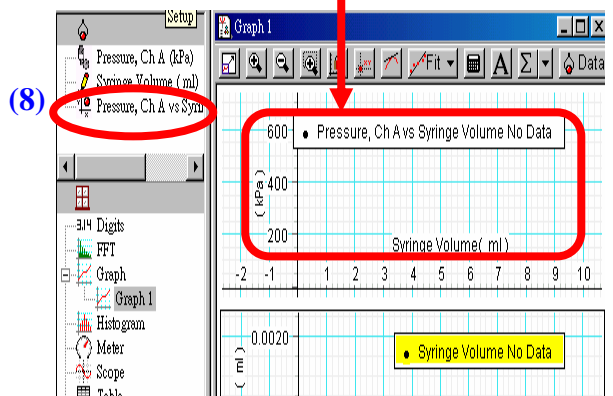 Setup
Pressure, Ch A (kPa)
Syringe Volume ( ml)
(8)
Pressure, Ch A vs Syri
3.14 Digits
FFT
Graph
Graph 1
Histogram
Meter
Scope
Table
Graph 1
Fit
A
Σ
Data
600
• Pressure, Ch A vs Syringe Volume No Data
400
( kPa )
200
Syringe Volume( ml )
-2 -1 1 2 3 4 5 6 7 8 9 10
0.0020
• Syringe Volume No Data